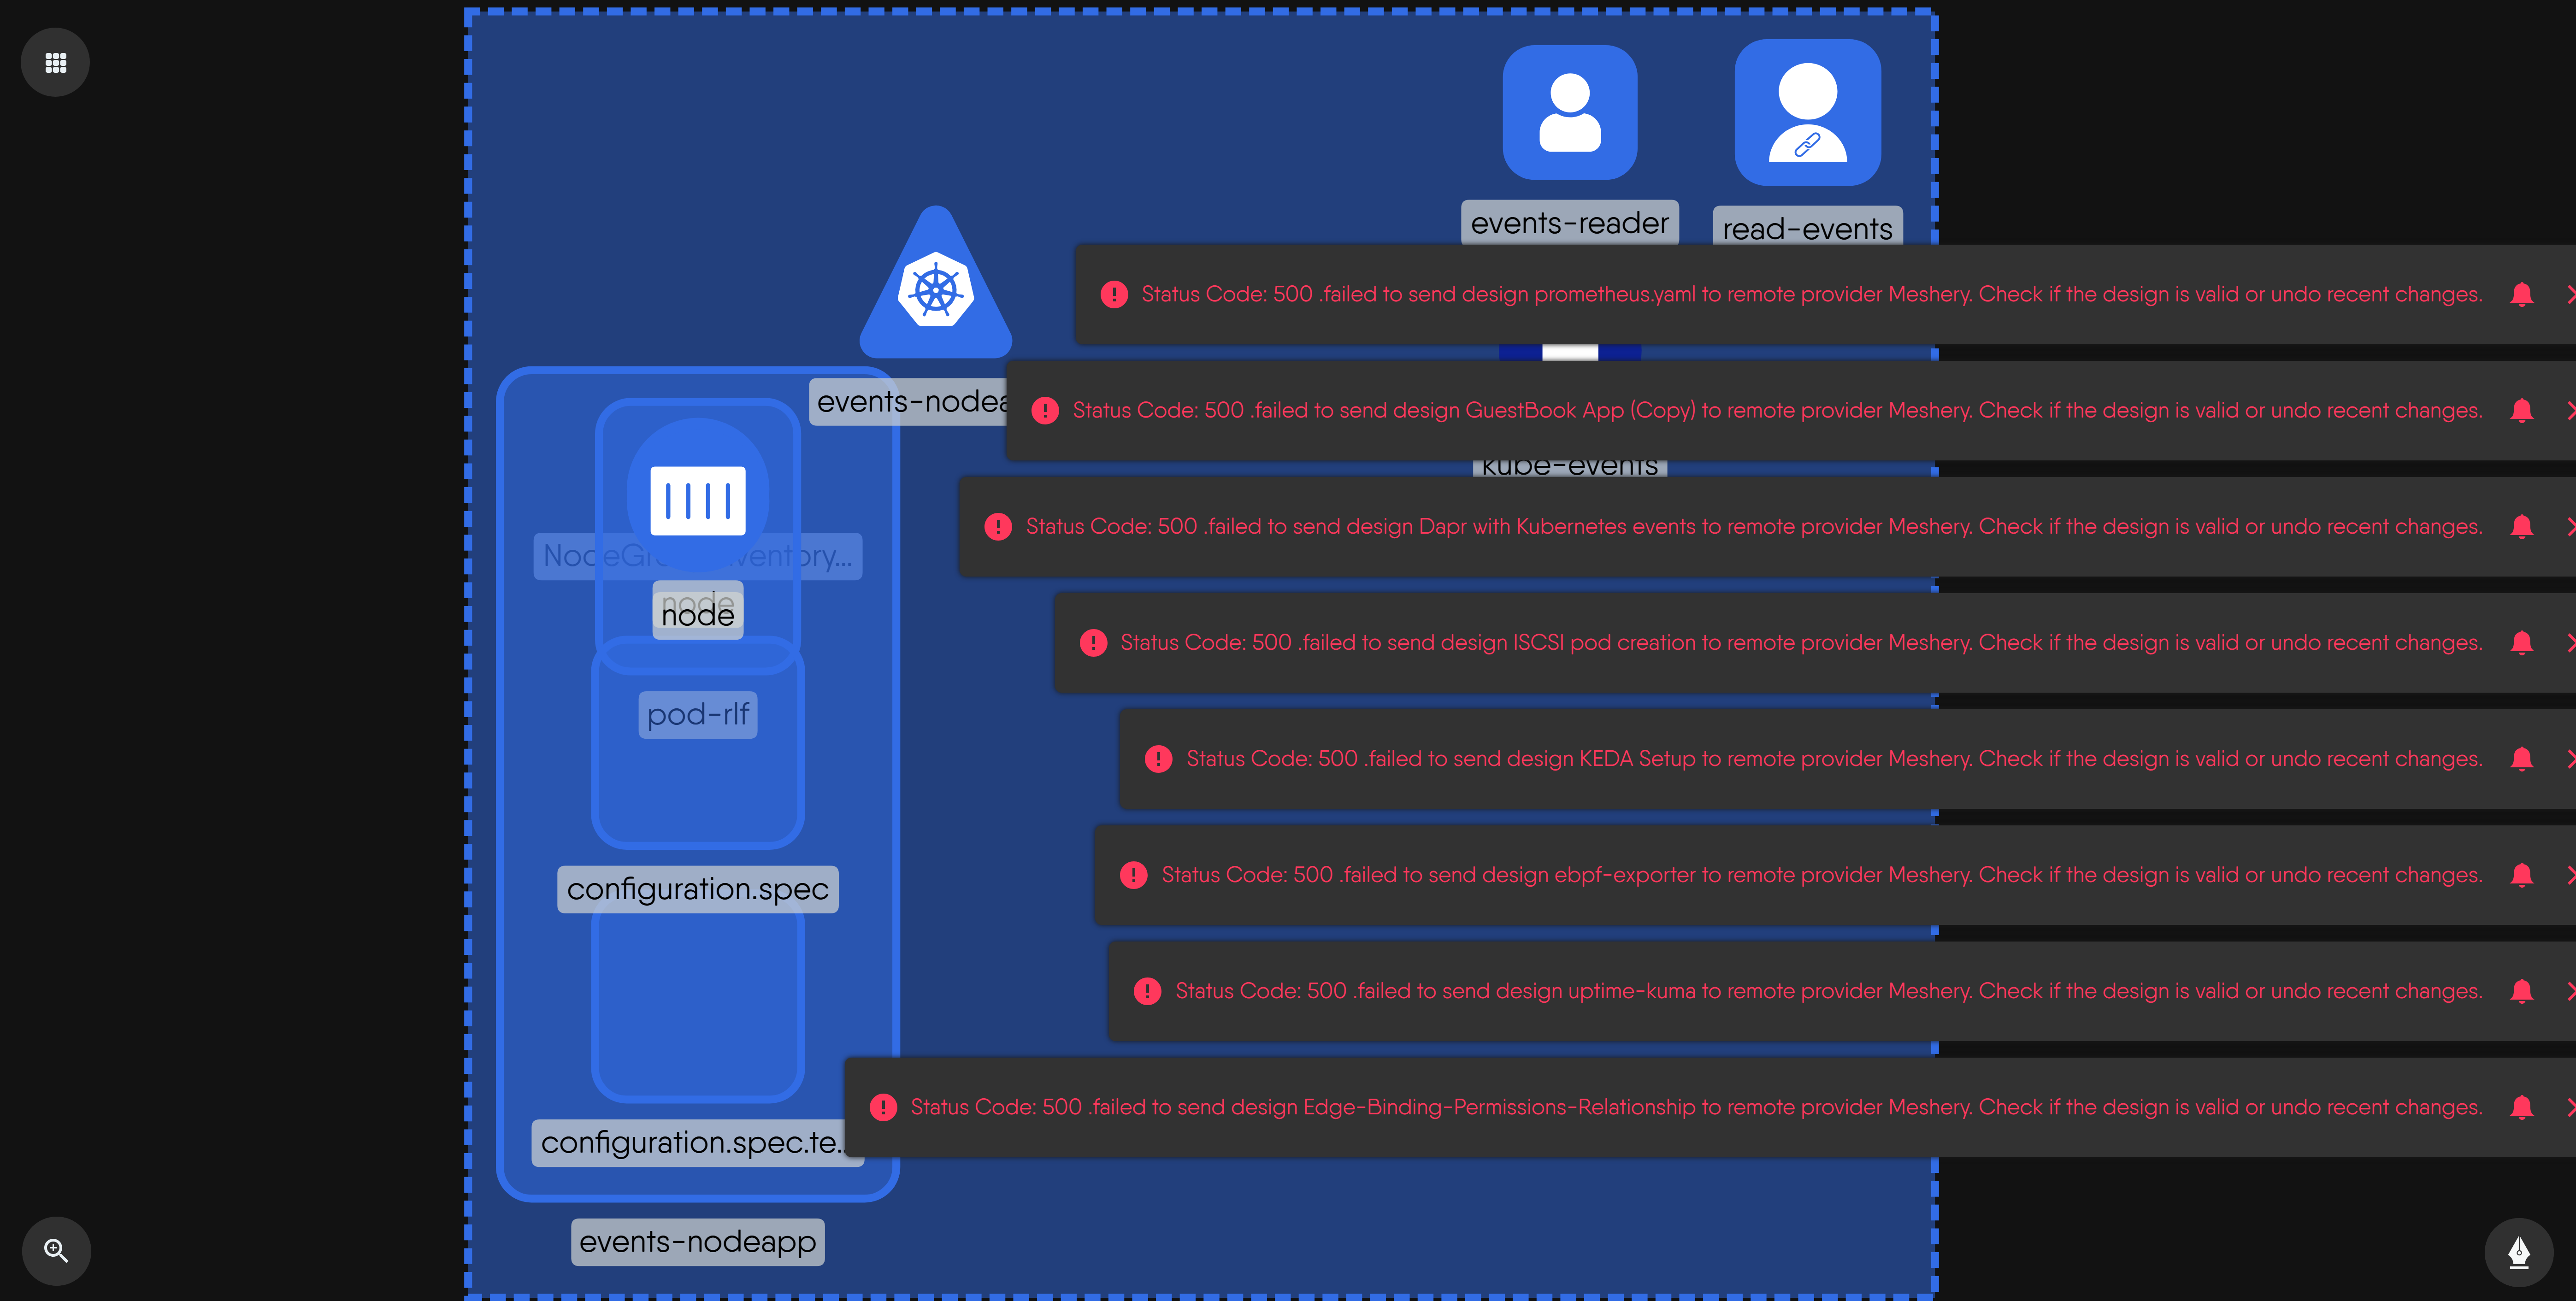 events-reader
read-events
Status Code: 500 .failed to send design prometheus.yaml to remote provider Meshery. Check if the design is valid or undo recent changes.
events-nodea
Status Code: 500 .failed to send design GuestBook App (Copy) to remote provider Meshery. Check if the design is valid or undo recent changes.
kube-events
Status Code: 500 .failed to send design Dapr with Kubernetes events to remote provider Meshery. Check if the design is valid or undo recent changes.
node
node
Status Code: 500 .failed to send design ISCSI pod creation to remote provider Meshery. Check if the design is valid or undo recent changes.
pod-rlf
Status Code: 500 .failed to send design KEDA Setup to remote provider Meshery. Check if the design is valid or undo recent changes.
Status Code: 500 .failed to send design ebpf-exporter to remote provider Meshery. Check if the design is valid or undo recent changes.
configuration.spec
Status Code: 500 .failed to send design uptime-kuma to remote provider Meshery. Check if the design is valid or undo recent changes.
Status Code: 500 .failed to send design Edge-Binding-Permissions-Relationship to remote provider Meshery. Check if the design is valid or undo recent changes.
configuration.spec.te...
events-nodeapp